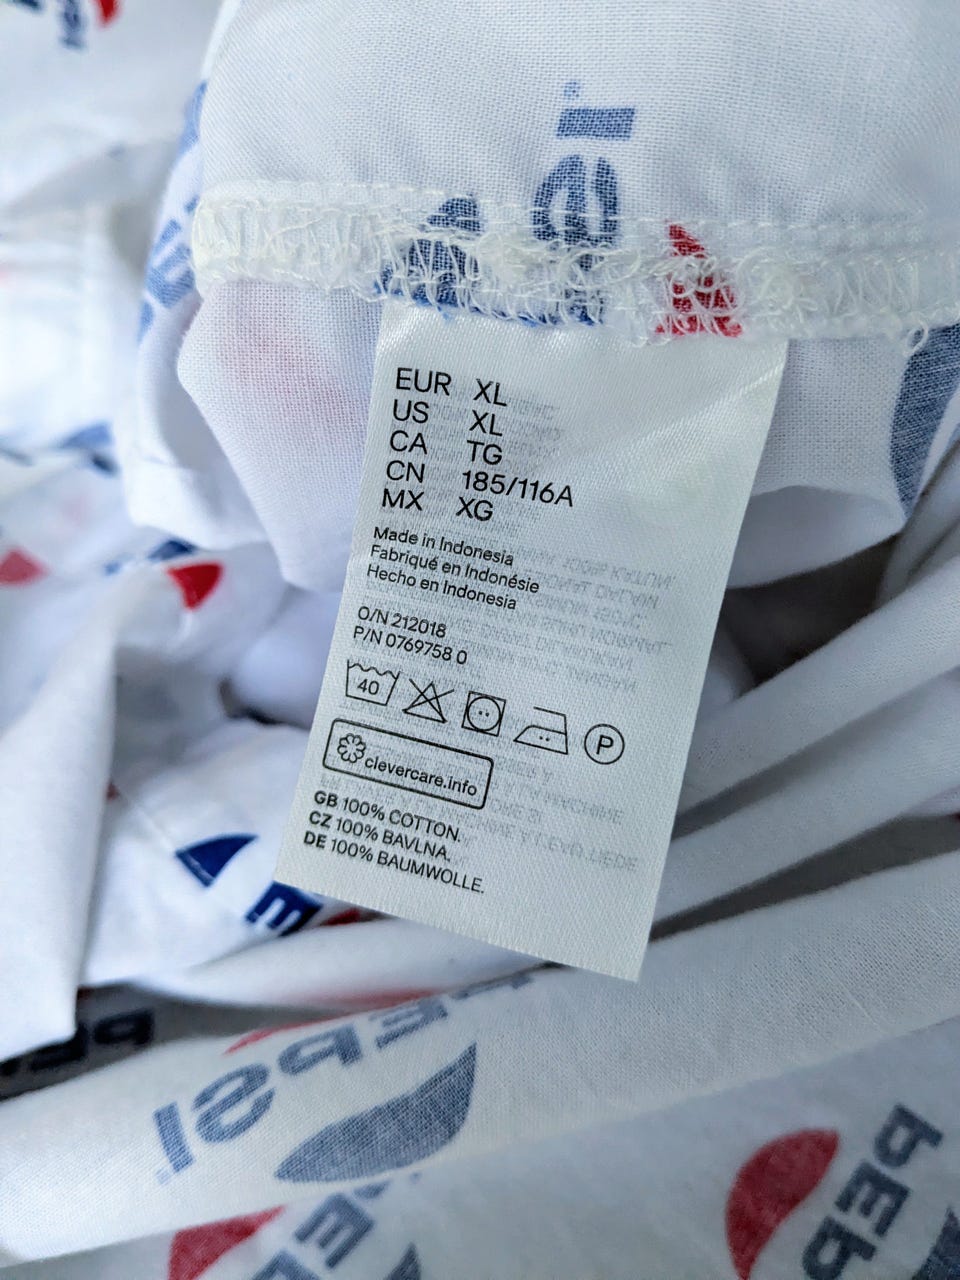 EUR XL
US XL
CA TG
CN 185/116A
MX XG
Made in Indonesia
Fabriqué en Indonésie
Hecho en Indonesia
O/N 212018
P/N 0769758 0
40
P
clevercare.info
GB 100% COTTON.
CZ 100% BAVLNA.
DE 100% BAUMWOLLE.
PEPSI